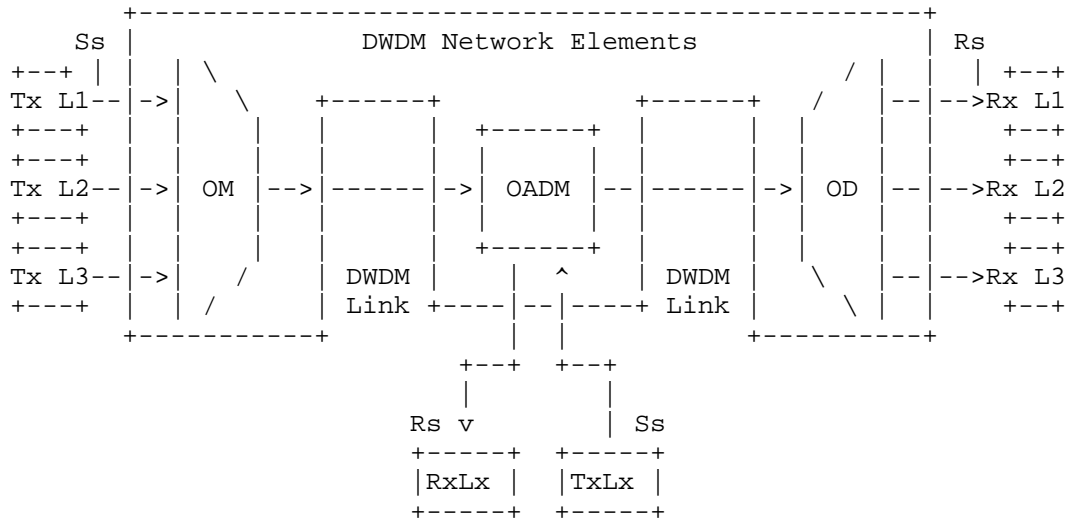 DWDM Network Elements
Ss Rs
Tx L1 Rx L1
Tx L2 OM OADM OD Rx L2
Tx L3 DWDM DWDM Rx L3
Link Link
Rs v Ss
RxLx TxLx